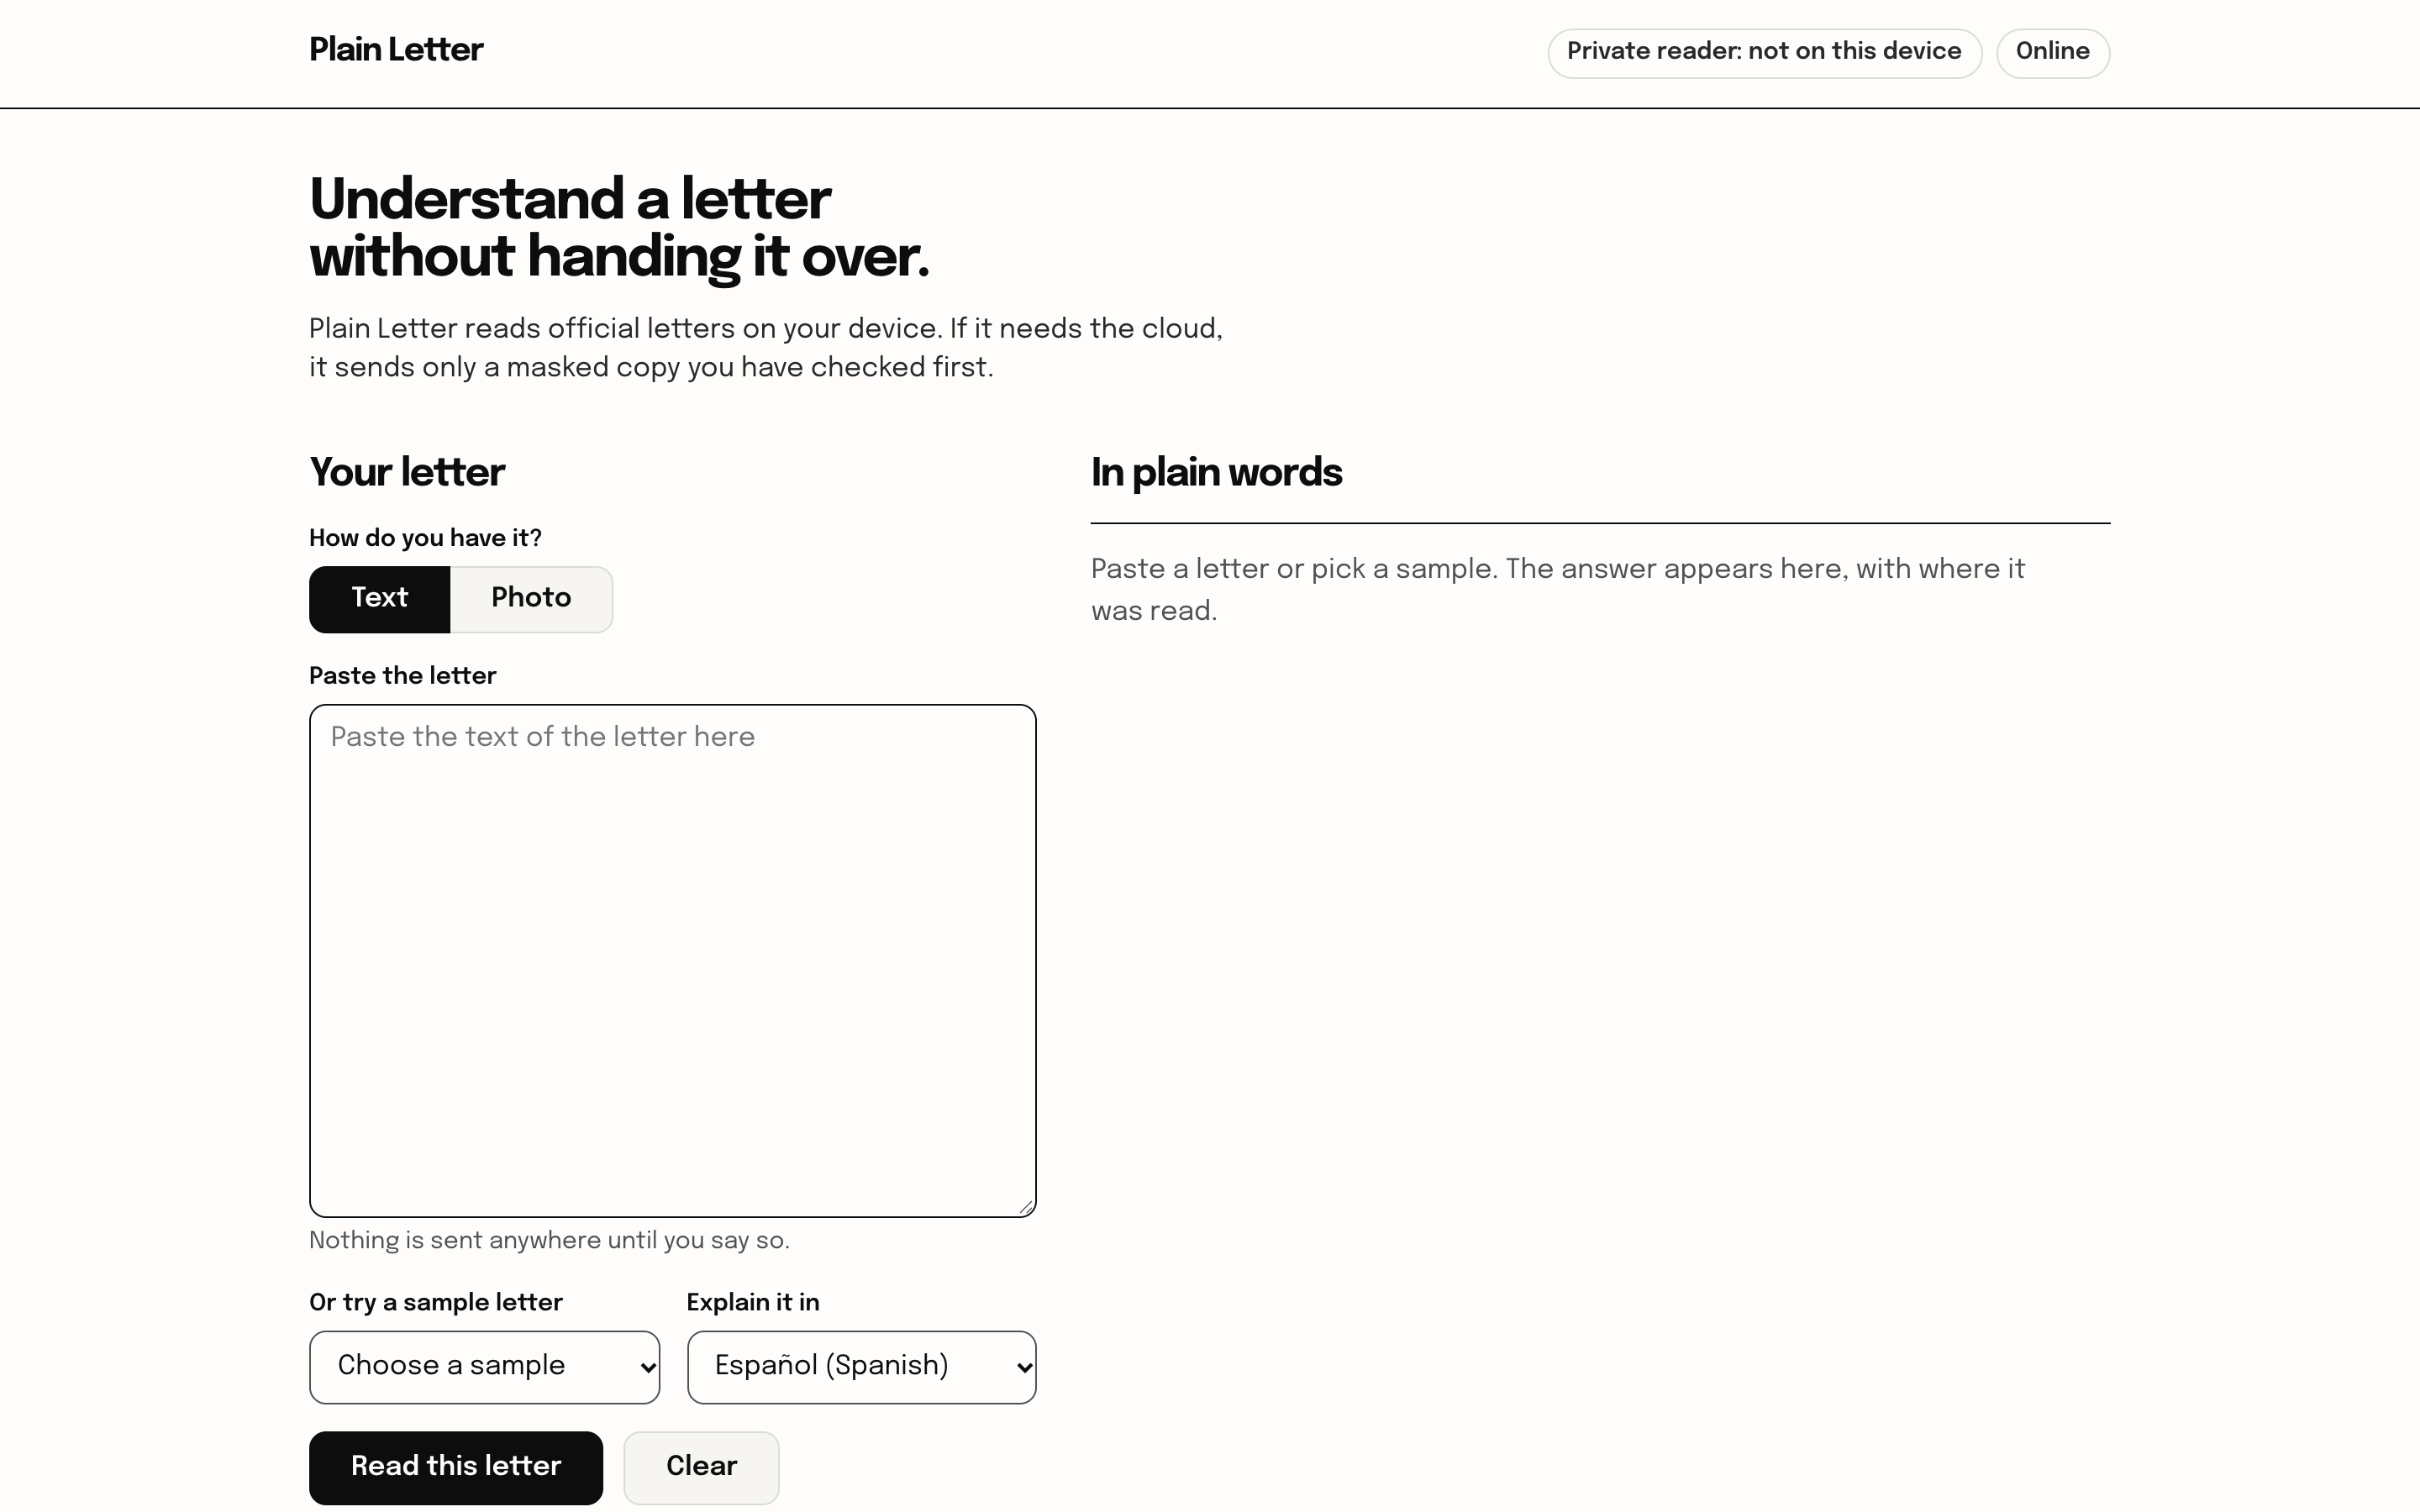 Plain Letter
Private reader: not on this device
Online
Understand a letter
without handing it over.
Plain Letter reads official letters on your device. If it needs the cloud,
it sends only a masked copy you have checked first.
Your letter
How do you have it?
Text
Photo
Paste the letter
Paste the text of the letter here
Nothing is sent anywhere until you say so.
Or try a sample letter
Choose a sample
Explain it in
Español (Spanish)
Read this letter
Clear
In plain words
Paste a letter or pick a sample. The answer appears here, with where it
was read.